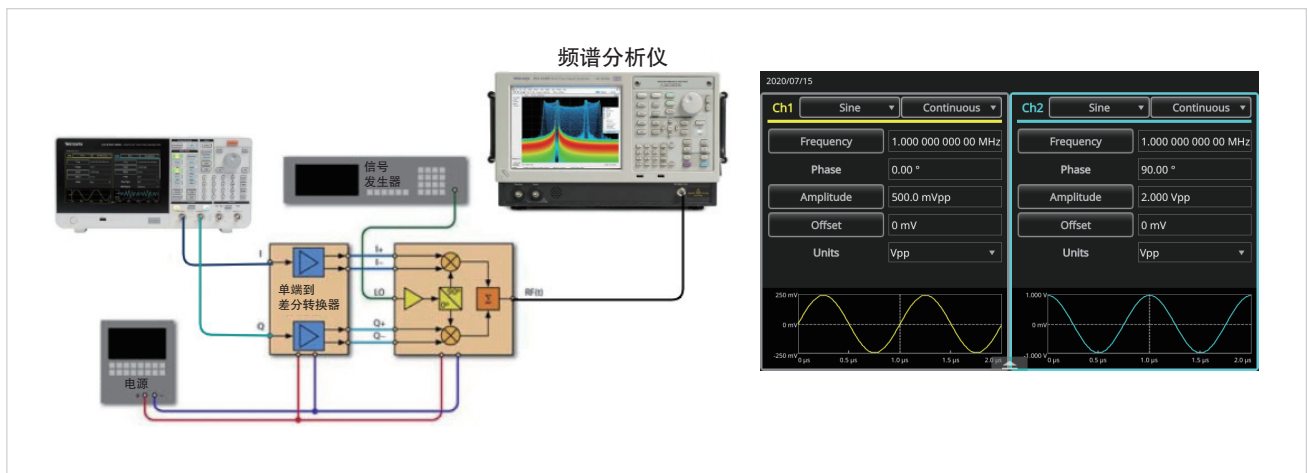 频谱分析仪
Tektronix
信号
发生器
I
I+
I−
单端到
差分转换器
LO
90°
0°
Σ
RF(t)
Q
Q+
Q−
电源
+ −
2020/07/15
Ch1 Sine Continuous
Frequency 1.000 000 000 00 MHz
Phase 0.00 °
Amplitude 500.0 mVpp
Offset 0 mV
Units Vpp
250 mV
0 mV
-250 mV
0 µs 0.5 µs 1.0 µs 1.5 µs 2.0 µs
Ch2 Sine Continuous
Frequency 1.000 000 000 00 MHz
Phase 90.00 °
Amplitude 2.000 Vpp
Offset 0 mV
Units Vpp
1.000 V
0 mV
-1.000 V
0 µs 0.5 µs 1.0 µs 1.5 µs 2.0 µs